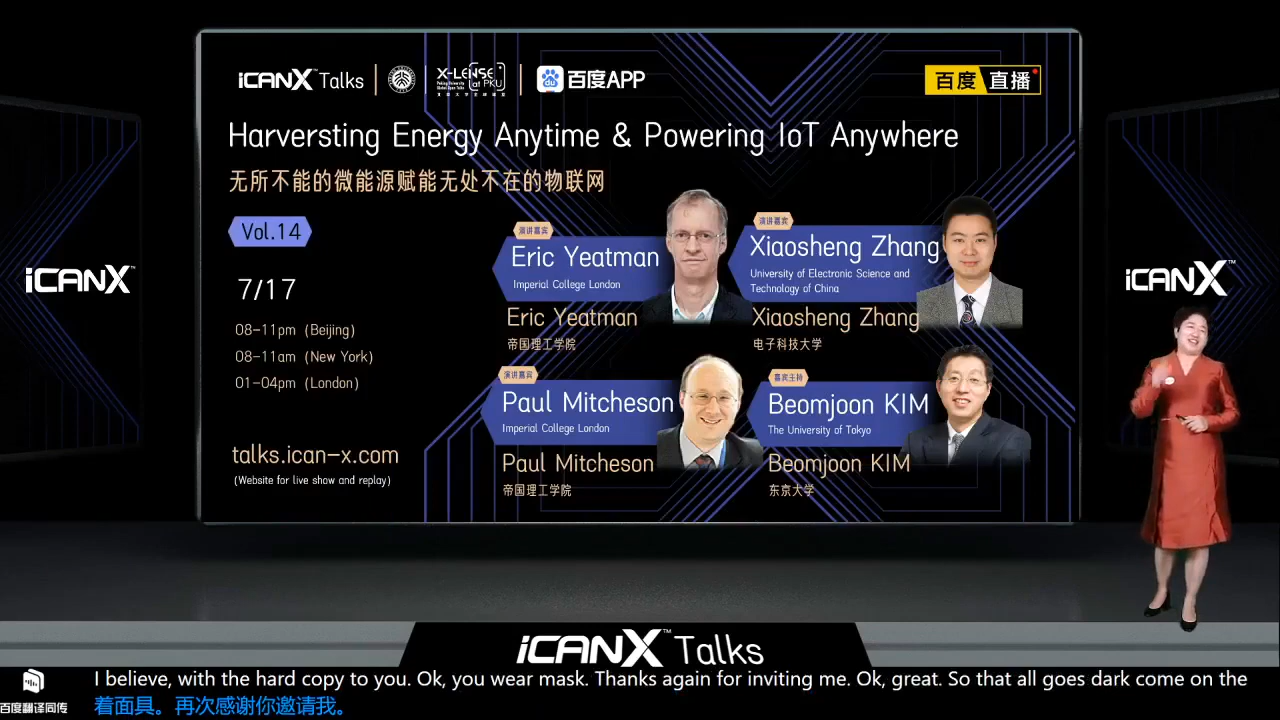 iCANX™ Talks
X-LENSE at PKU
du 百度APP
百度 直播
Harversting Energy Anytime & Powering IoT Anywhere
无所不能的微能源赋能无处不在的物联网
Vol.14
7/17
08-11pm (Beijing)
08-11am (New York)
01-04pm (London)
talks.ican-x.com
(Website for live show and replay)
演讲嘉宾
Eric Yeatman
Imperial College London
Eric Yeatman
帝国理工学院
演讲嘉宾
Xiaosheng Zhang
University of Electronic Science and
Technology of China
Xiaosheng Zhang
电子科技大学
演讲嘉宾
Paul Mitcheson
Imperial College London
Paul Mitcheson
帝国理工学院
嘉宾主持
Beomjoon KIM
The University of Tokyo
Beomjoon KIM
东京大学
iCANX™
iCANX™
iCANX™ Talks
I believe, with the hard copy to you. Ok, you wear mask. Thanks again for inviting me. Ok, great. So that all goes dark come on the
着面具。再次感谢你邀请我。
百度翻译同传